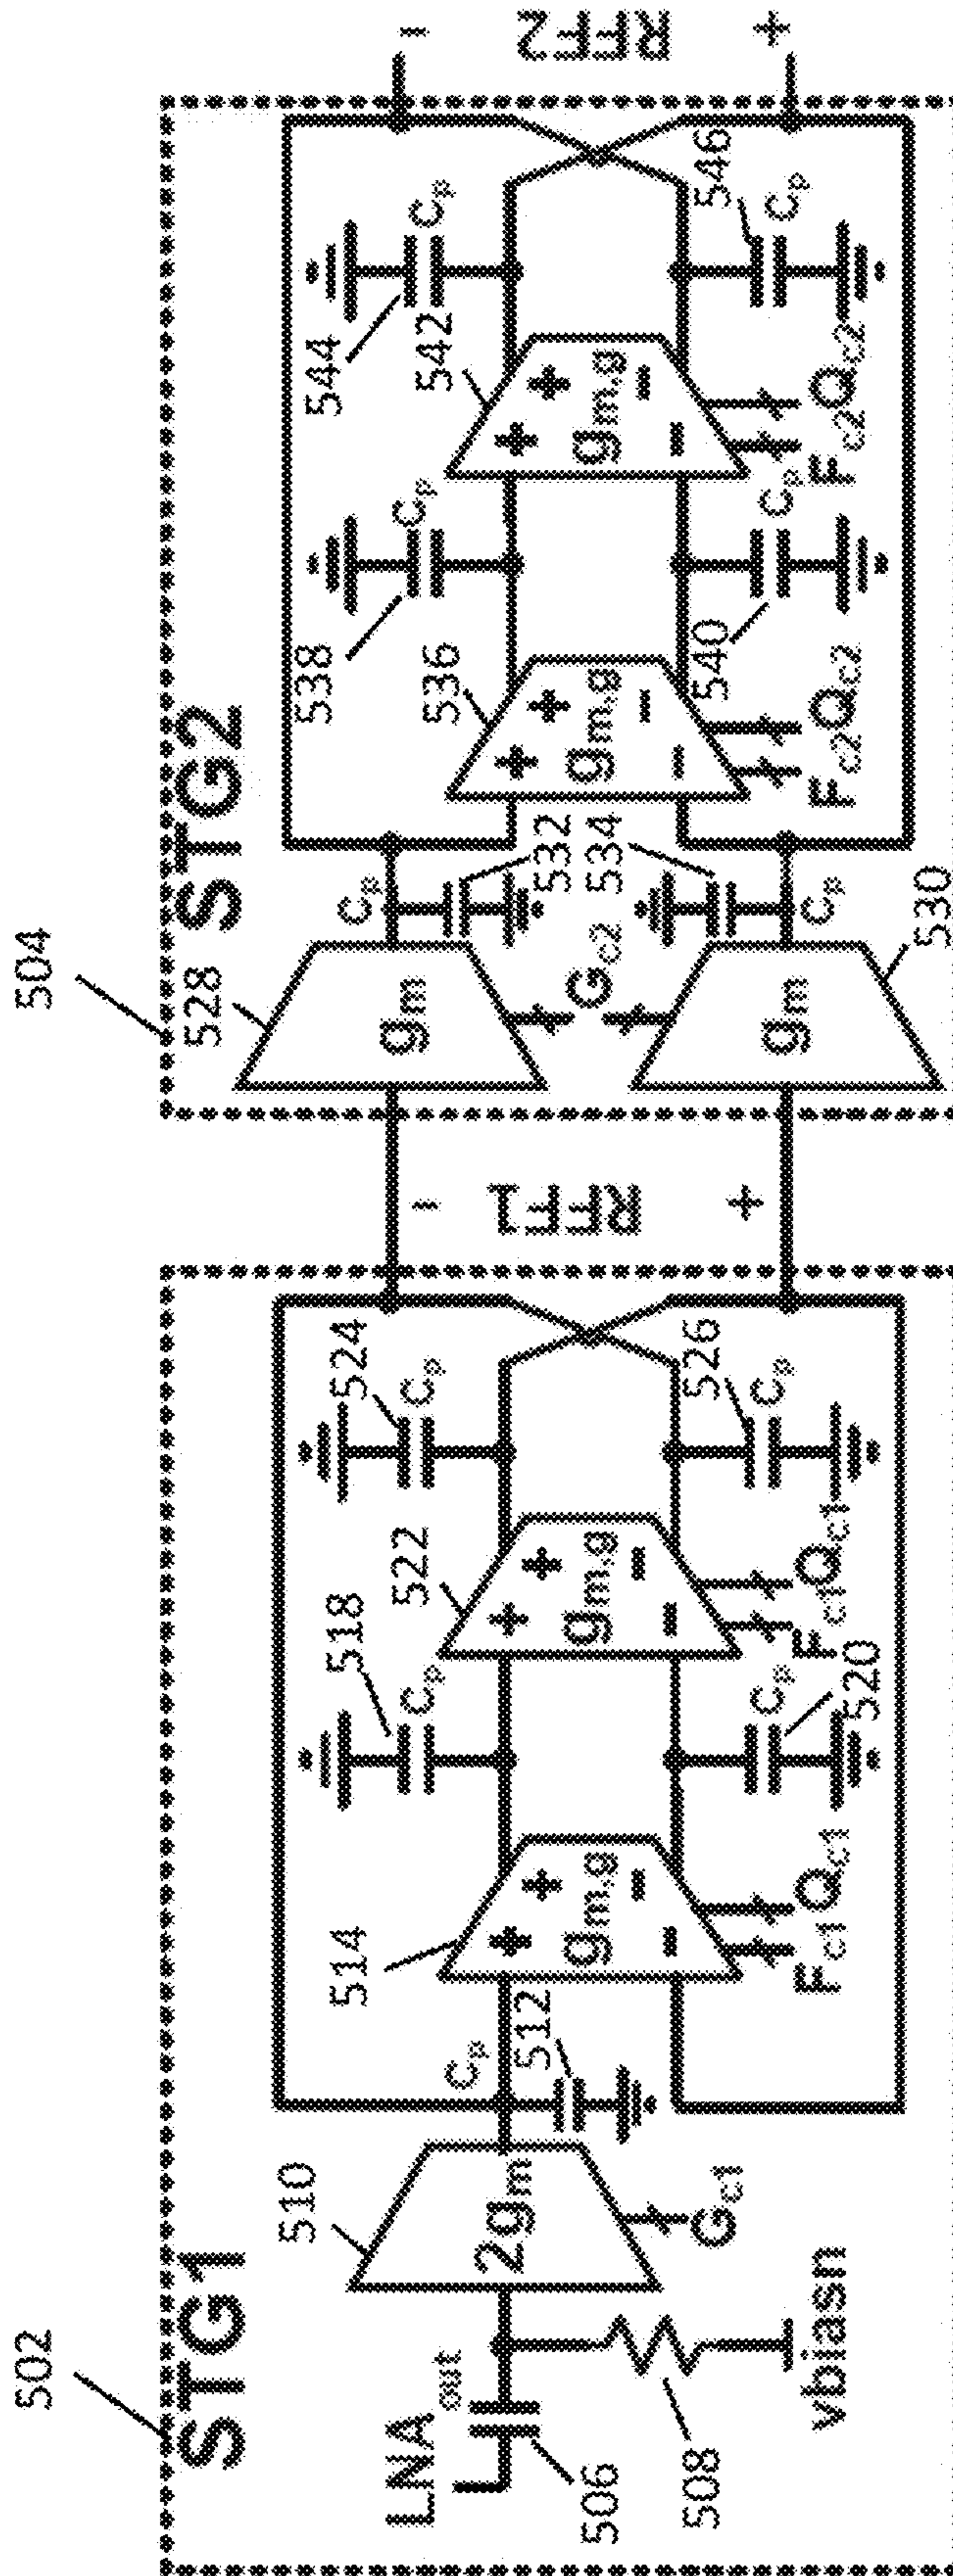 502
504
STG1
STG2
LNAout
506
508
vbiasn
510
2gm
Gc1
Cp
512
514
+ +
gm,g
- -
Fc1 Qc1
518
Cp
Cp
520
522
+ +
gm,g
- -
Fc1 Qc1
524
Cp
526
Cp
-
RFF1
+
528
gm
Gc2
gm
530
Cp
532
534
Cp
536
+ +
gm,g
- -
Fc2 Qc2
538
Cp
540
Cp
542
+ +
gm,g
- -
Fc2 Qc2
544
Cp
546
Cp
-
RFF2
+